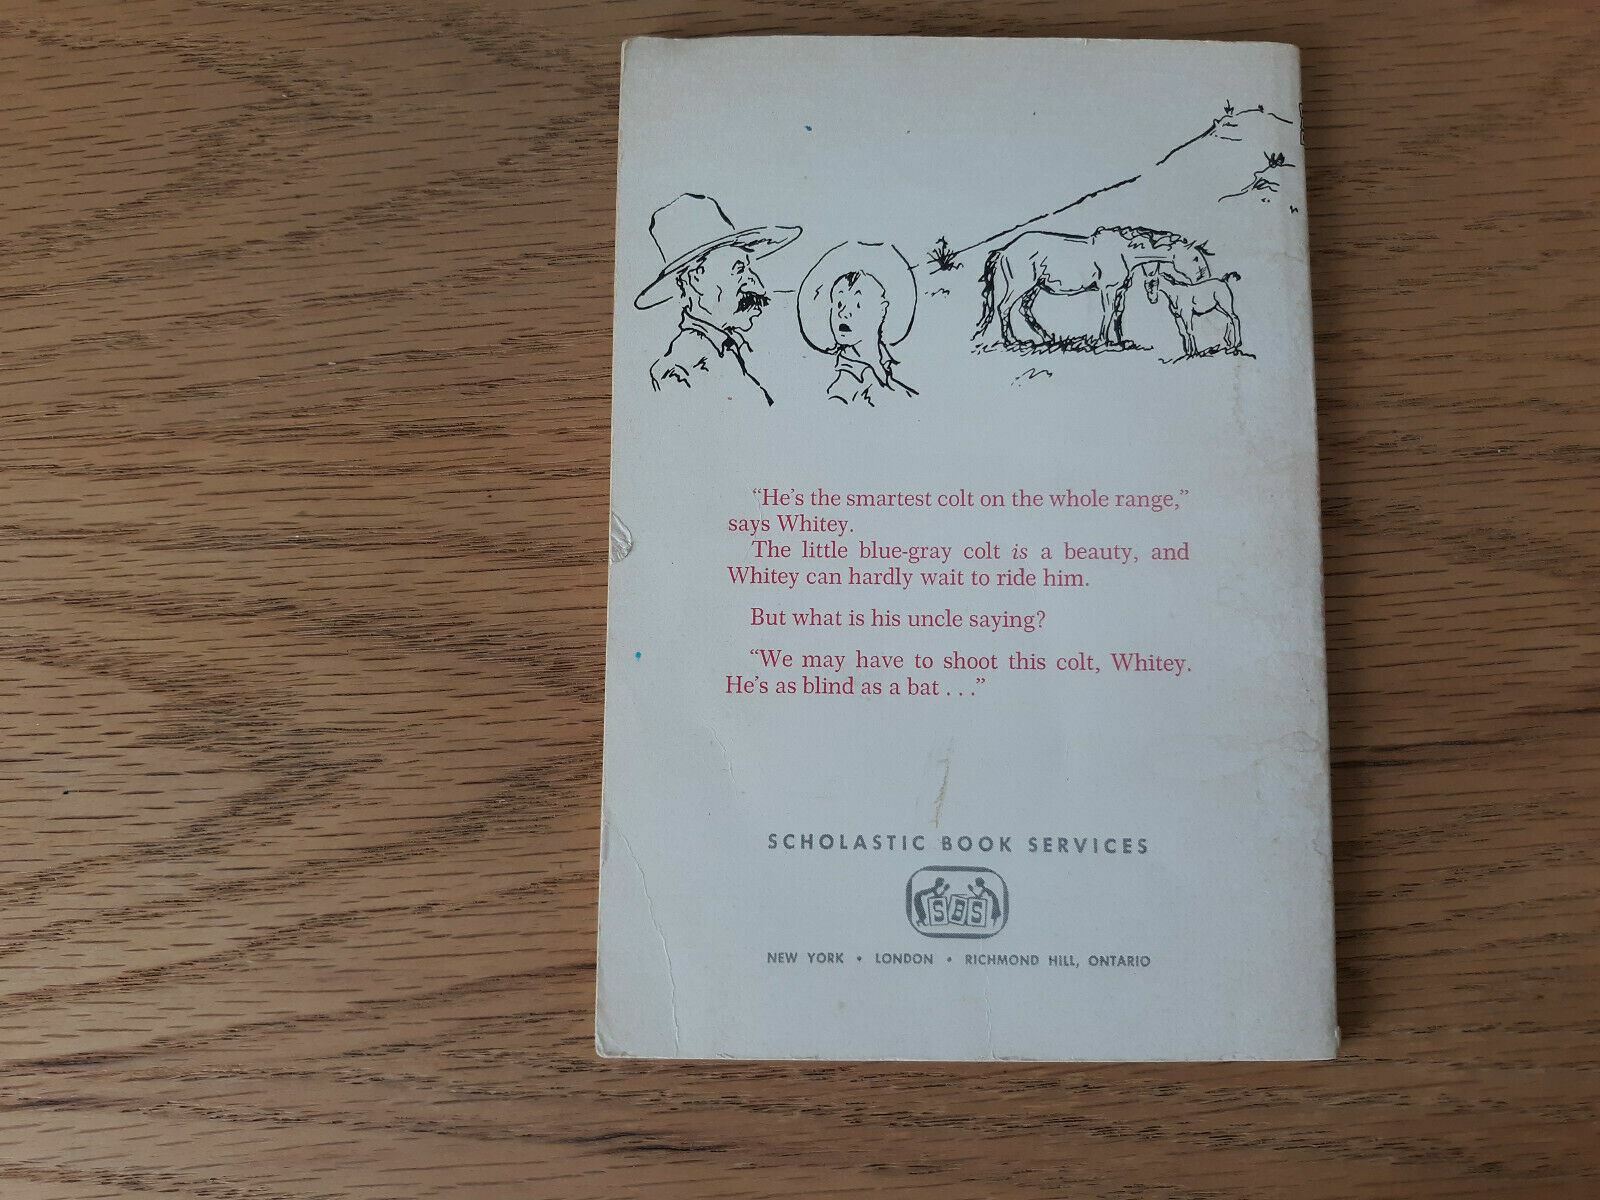 “He’s the smartest colt on the whole range,”
says Whitey.
The little blue-gray colt is a beauty, and
Whitey can hardly wait to ride him.
But what is his uncle saying?
“We may have to shoot this colt, Whitey.
He’s as blind as a bat . . .”
SCHOLASTIC BOOK SERVICES
SBS
NEW YORK • LONDON • RICHMOND HILL, ONTARIO